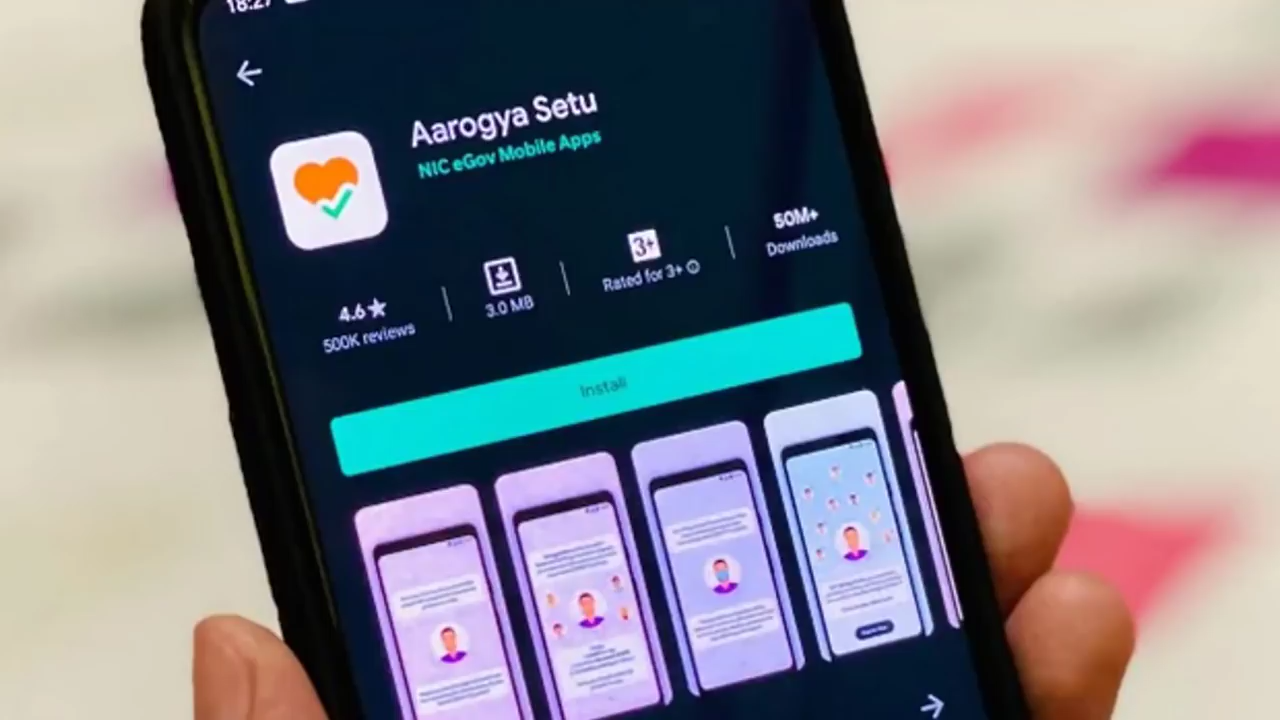 18:27
Aarogya Setu
NIC eGov Mobile Apps
4.6★
500K reviews
3.0 MB
3+
Rated for 3+
50M+
Downloads
Install